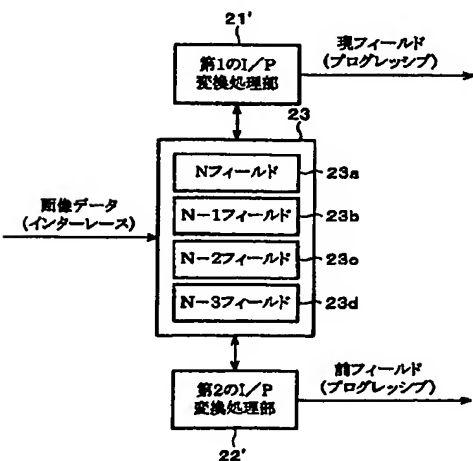 21'
第1のI/P
変換処理部
現フィールド
(プログレッシブ)
23
画像データ
(インターレース)
Nフィールド
23a
N-1フィールド
23b
N-2フィールド
23c
N-3フィールド
23d
第2のI/P
変換処理部
前フィールド
(プログレッシブ)
22'